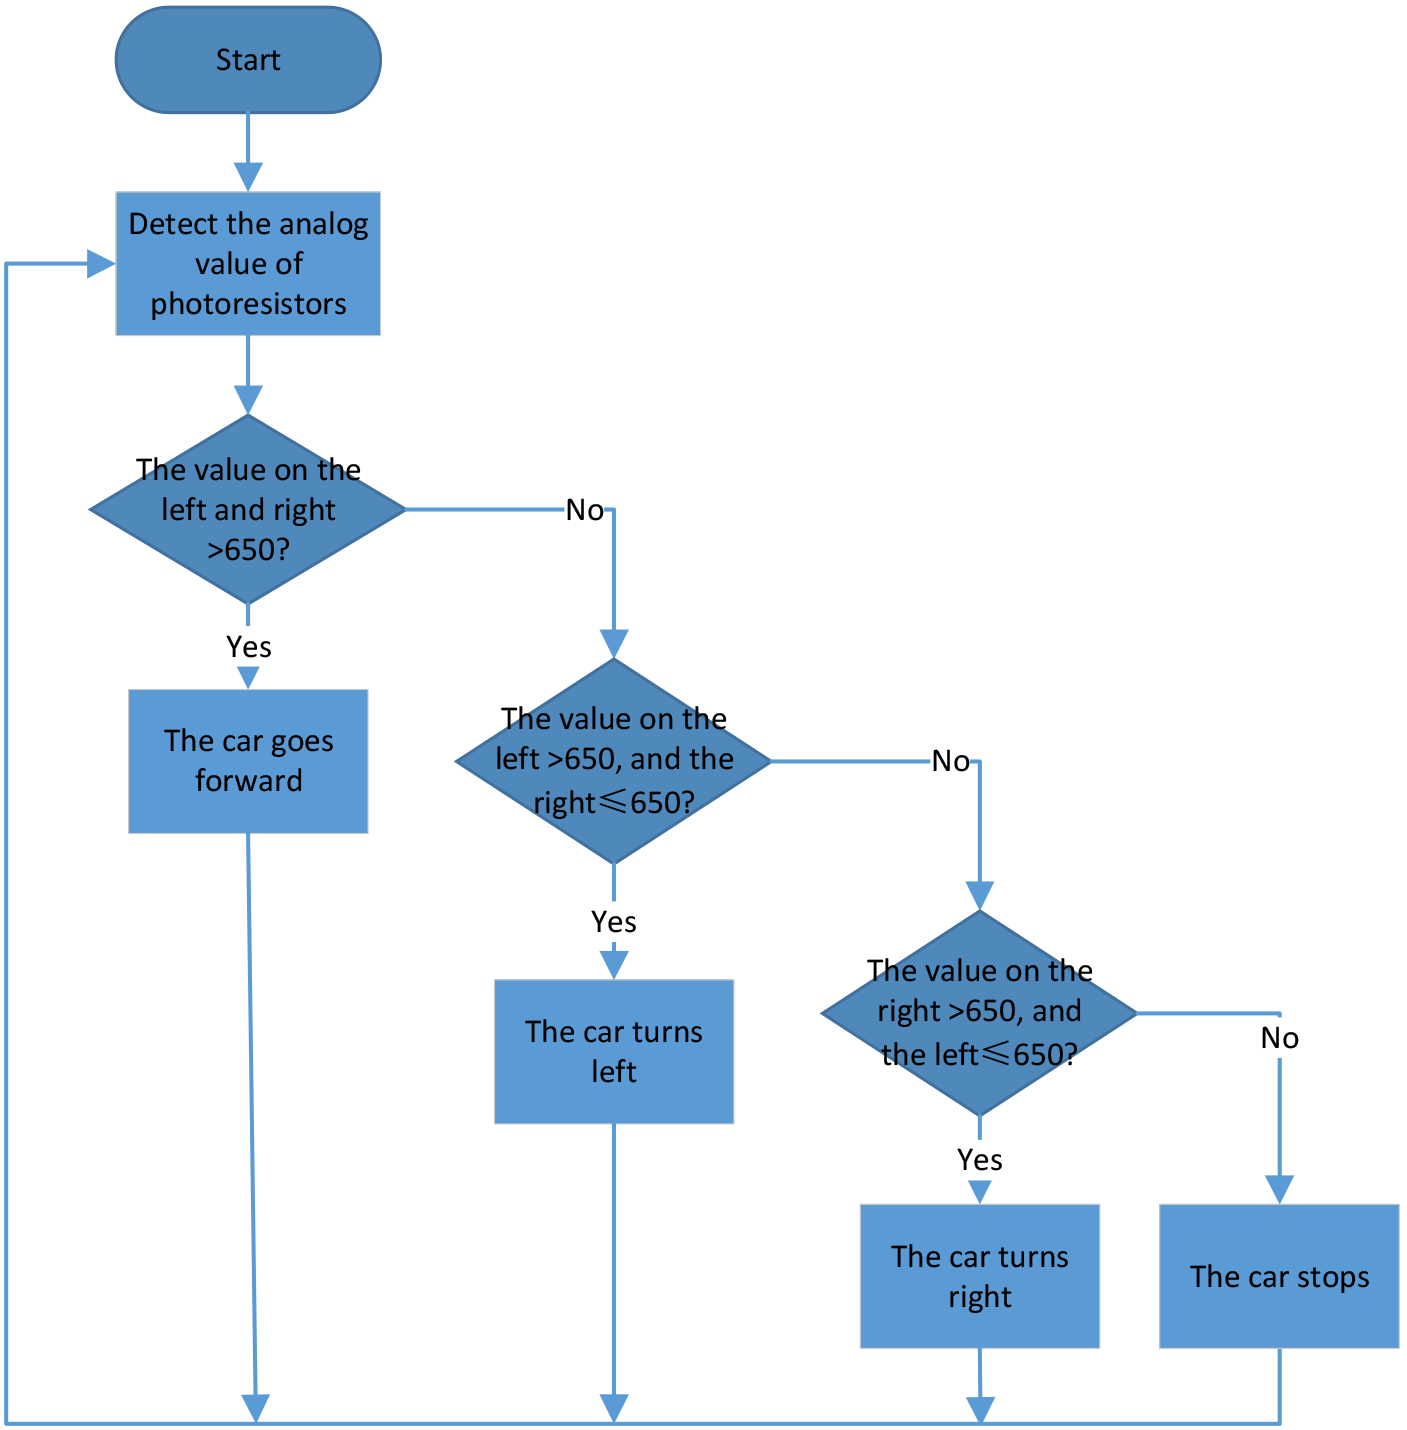 Start
Detect the analog
value of
photoresistors
The value on the
left and right
>650?
No
Yes
The car goes
forward
The value on the
left >650, and the
right≤650?
No
Yes
The car turns
left
The value on the
right >650, and
the left≤650?
No
Yes
The car turns
right
The car stops